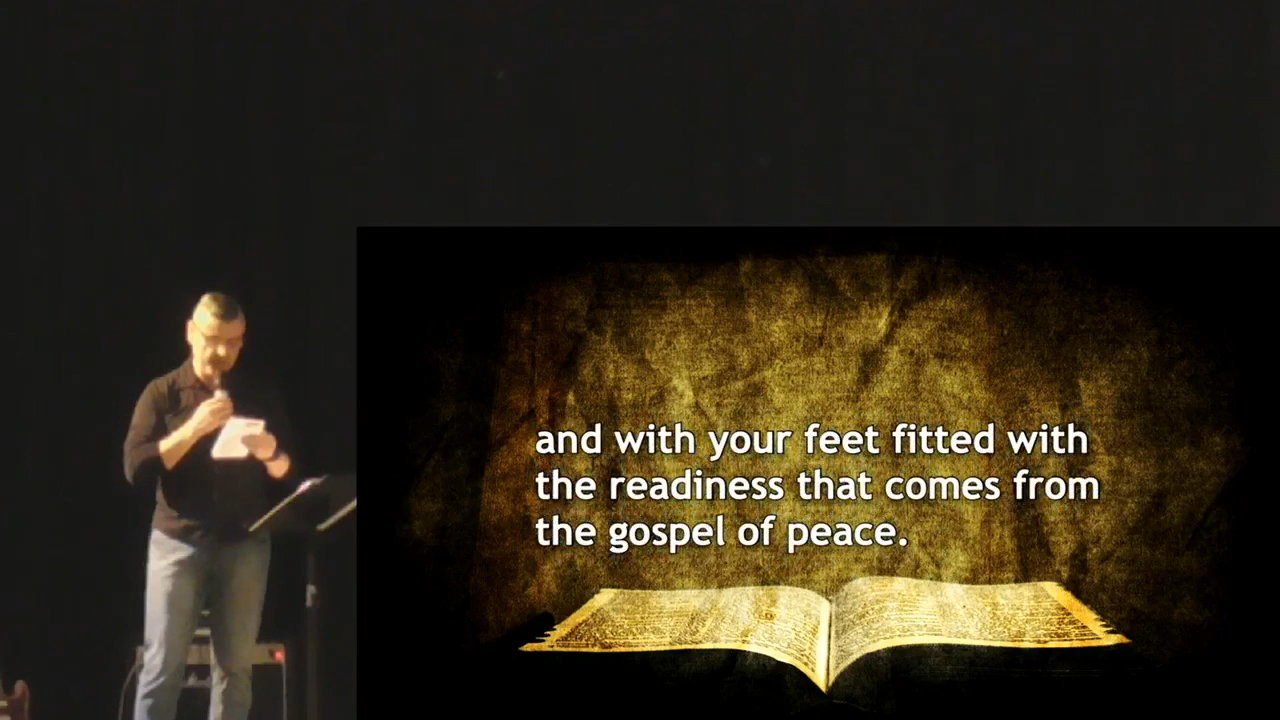 and with your feet fitted with
the readiness that comes from
the gospel of peace.